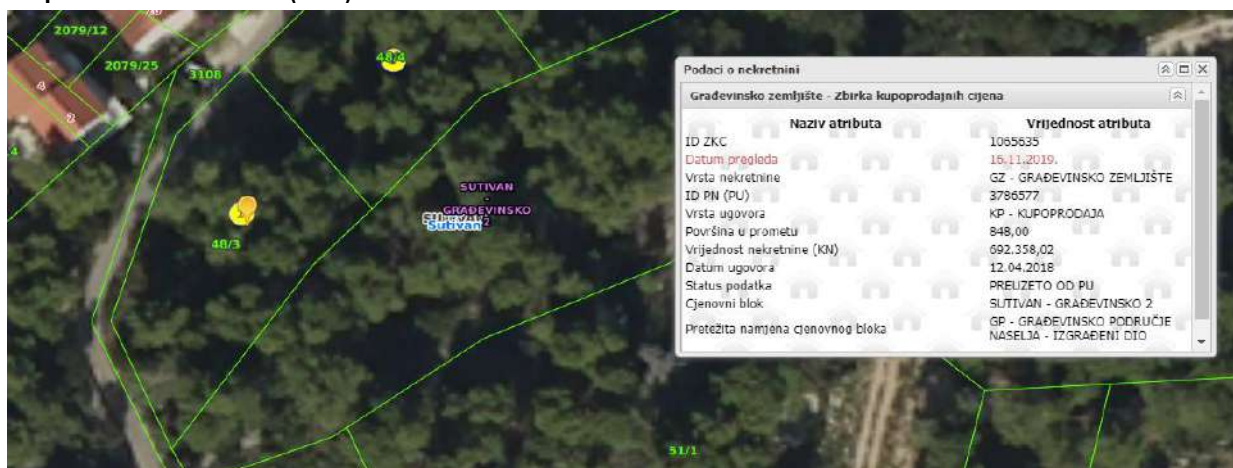 2079/12
2079/25
3108
4
2
48/4
48/3
SUTIVAN
-
GRAĐEVINSKO
2
Sutivan
51/1
Podaci o nekretnini
Građevinsko zemljište - Zbirka kupoprodajnih cijena
Naziv atributa Vrijednost atributa
ID ZKC 1065635
Datum pregleda 16.11.2019.
Vrsta nekretnine GZ - GRAĐEVINSKO ZEMLJIŠTE
ID PN (PU) 3786577
Vrsta ugovora KP - KUPOPRODAJA
Površina u prometu 848,00
Vrijednost nekretnine (KN) 692.358,02
Datum ugovora 12.04.2018
Status podatka PREUZETO OD PU
Cjenovni blok SUTIVAN - GRAĐEVINSKO 2
Pretežita namjena cjenovnog bloka GP - GRAĐEVINSKO PODRUČJE
NASELJA - IZGRAĐENI DIO